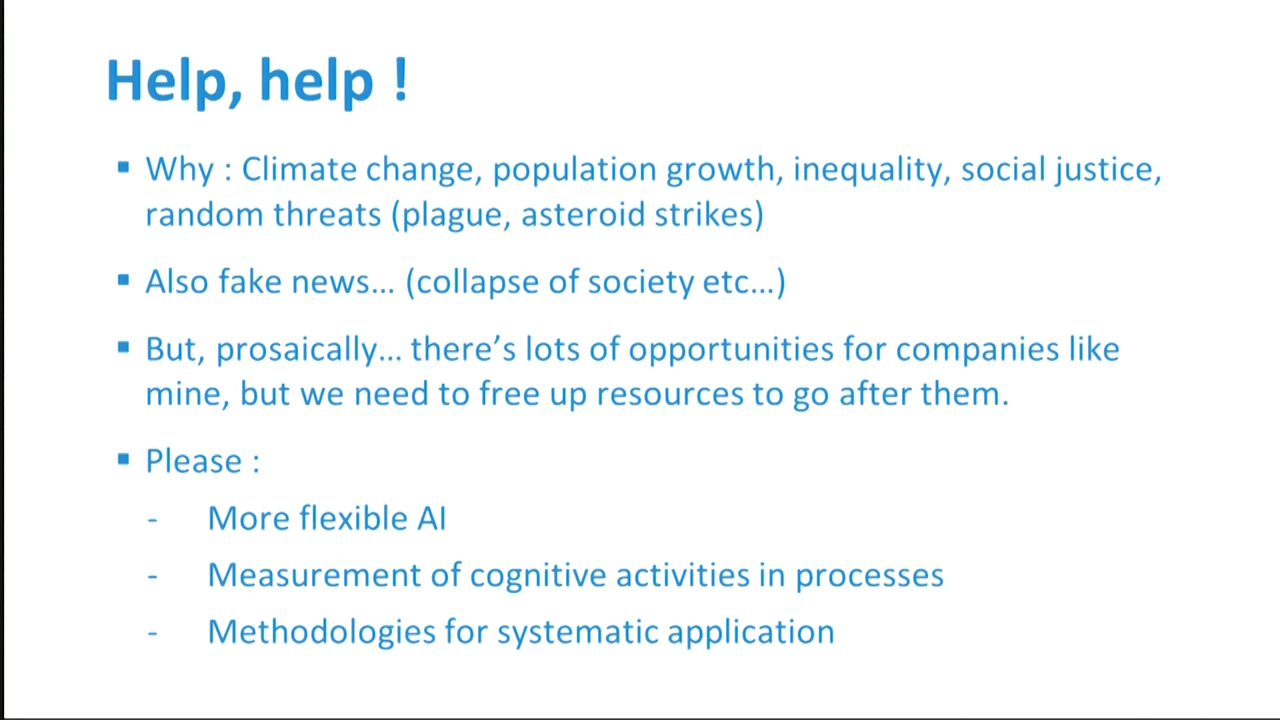 Help, help !
▪ Why : Climate change, population growth, inequality, social justice,
random threats (plague, asteroid strikes)
▪ Also fake news... (collapse of society etc...)
▪ But, prosaically... there’s lots of opportunities for companies like
mine, but we need to free up resources to go after them.
▪ Please :
- More flexible AI
- Measurement of cognitive activities in processes
- Methodologies for systematic application